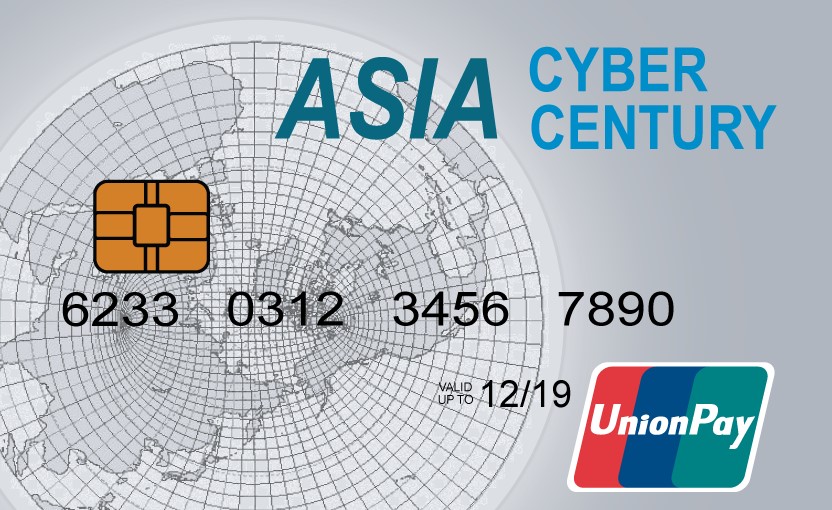 ASIA
CYBER
CENTURY
6233 0312 3456 7890
VALID
UP TO 12/19
UnionPay